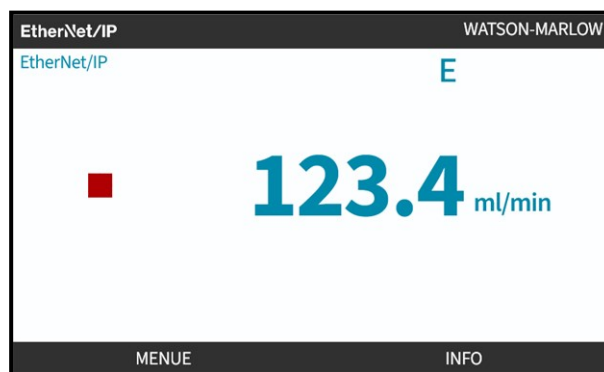 EtherNet/IP WATSON-MARLOW
EtherNet/IP E
123.4 ml/min
MENUE INFO